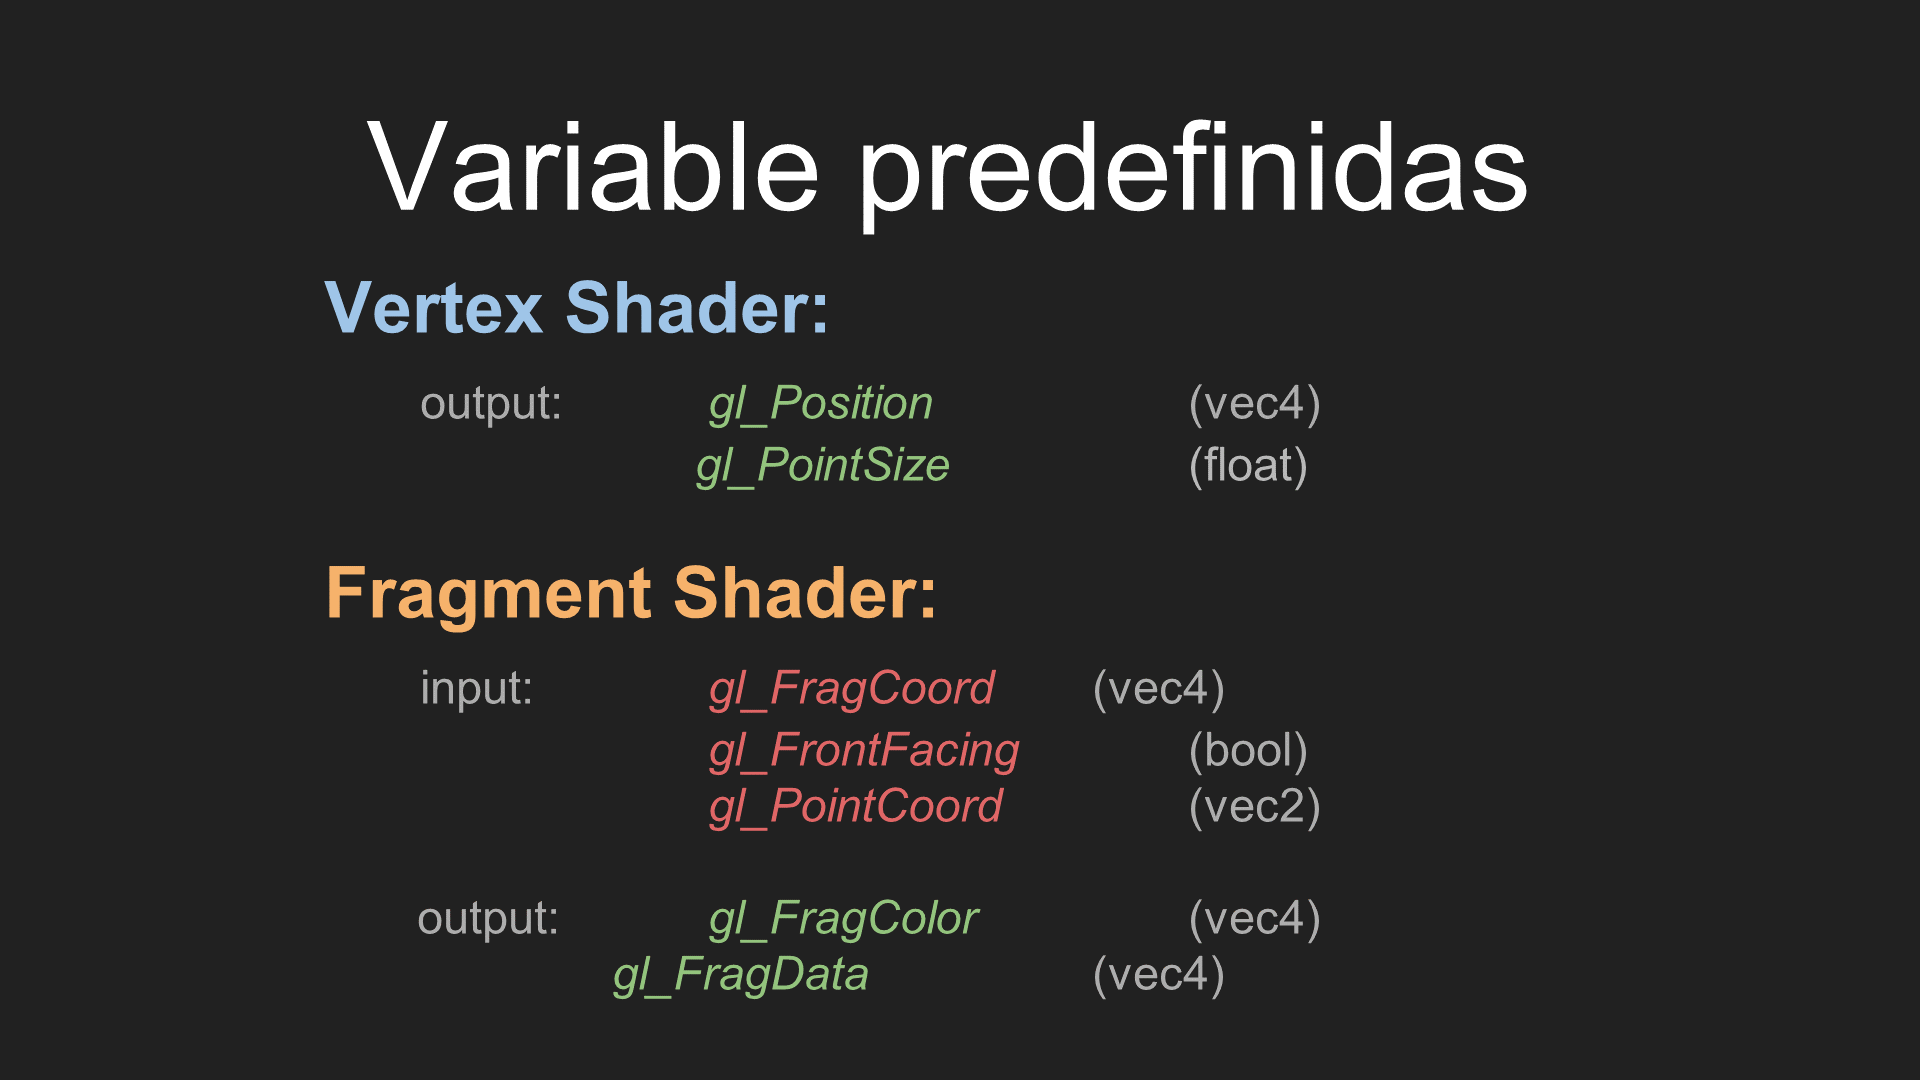 Variable predefinidas
Vertex Shader:
output: gl_Position (vec4)
gl_PointSize (float)
Fragment Shader:
input: gl_FragCoord (vec4)
gl_FrontFacing (bool)
gl_PointCoord (vec2)
output: gl_FragColor (vec4)
gl_FragData (vec4)